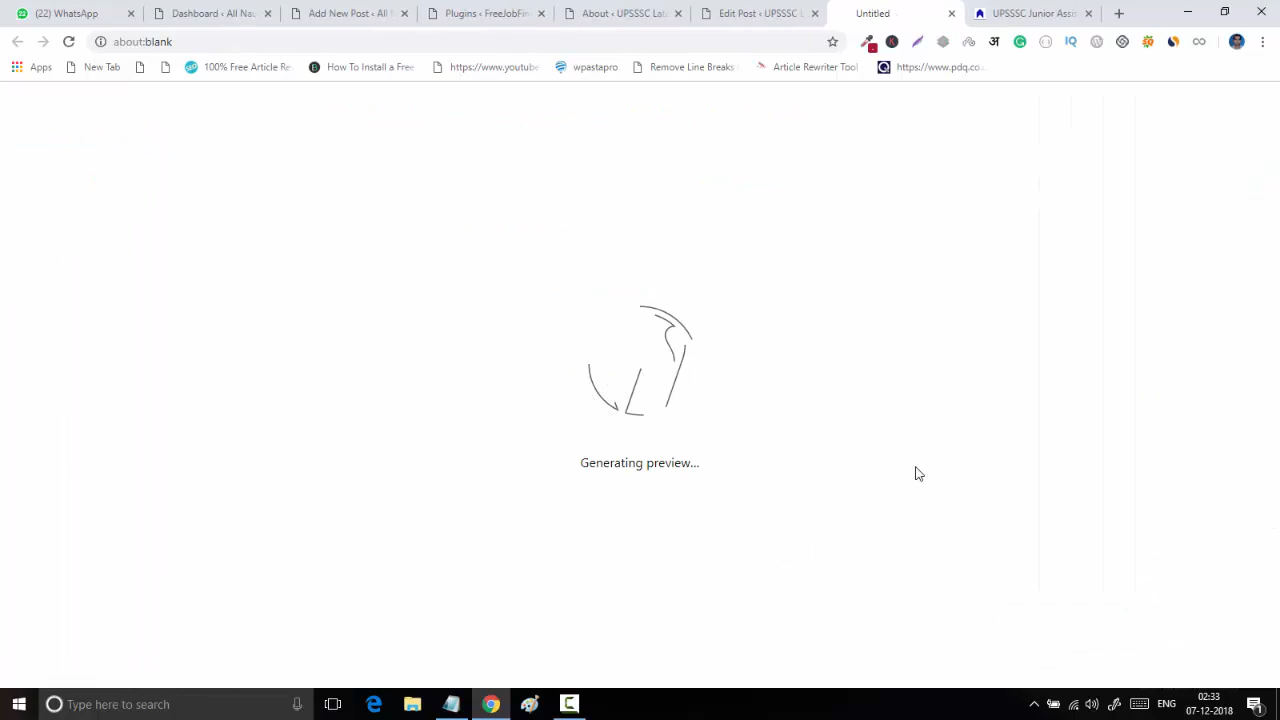 (22) WhatsApp
Dashboard ‹ All Nau
Add New Post ‹ All
Plugins ‹ FreeJobFin
About ‹ UPSSSC Lat
Edit Post ‹ UPSSSC L
Untitled
UPSSSC Junior Assi
about:blank
Apps
New Tab
100% Free Article Re
How To Install a Free
https://www.youtube
wpastapro
Remove Line Breaks
Article Rewriter Tool
https://www.pdq.co
Generating preview...
Type here to search
ENG
02:33
07-12-2018